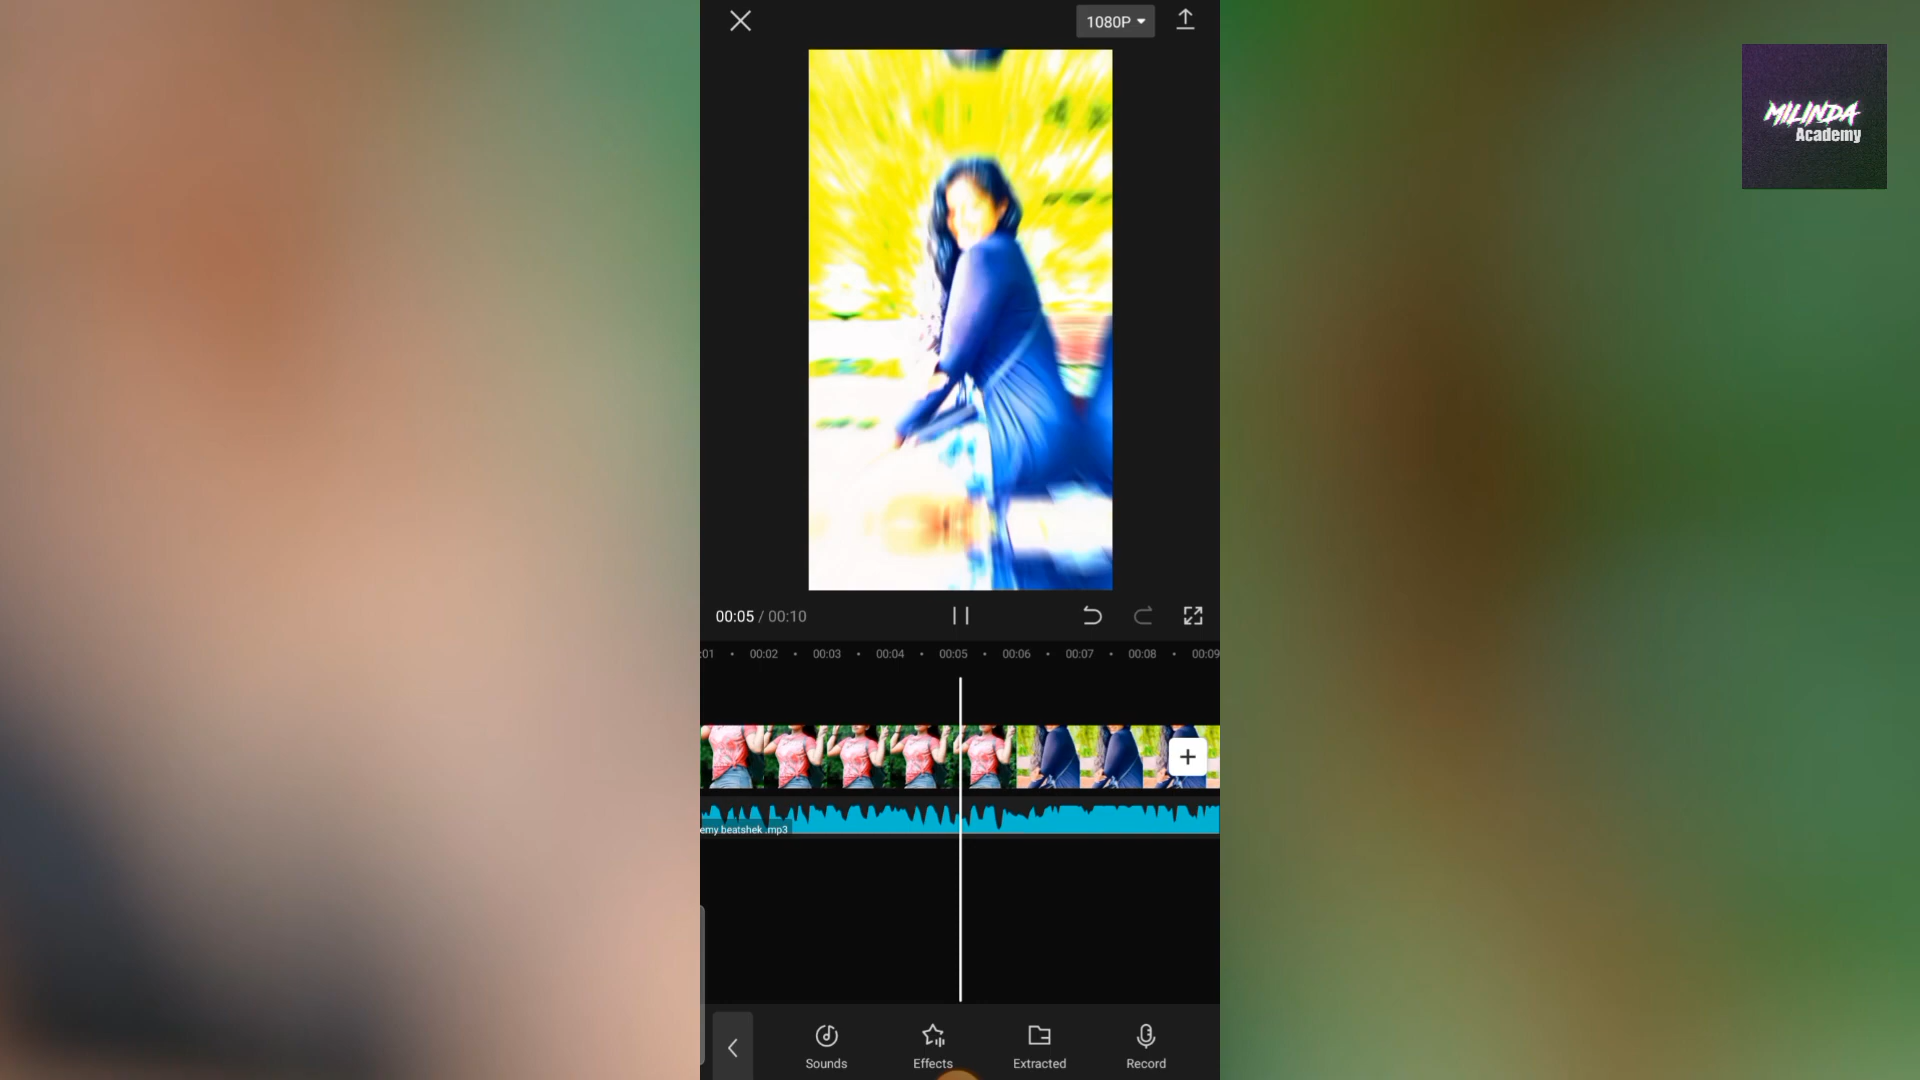 1080P
MILINDA
Academy
00:05 / 00:10
:01 00:02 00:03 00:04 00:05 00:06 00:07 00:08 00:09
emy beatshek .mp3
Sounds Effects Extracted Record